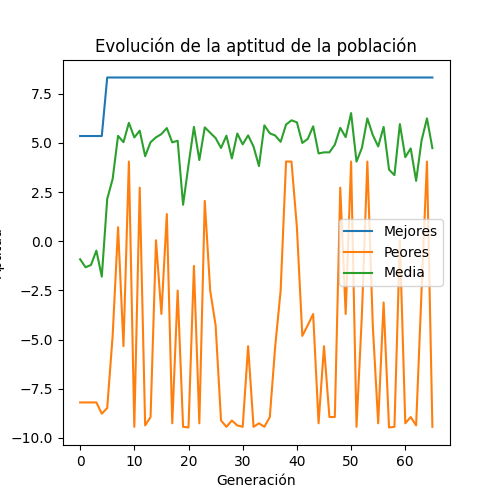 Evolución de la aptitud de la población
7.5
5.0
2.5
0.0
−2.5
−5.0
−7.5
−10.0
Mejores
Peores
Media
0 10 20 30 40 50 60
Generación